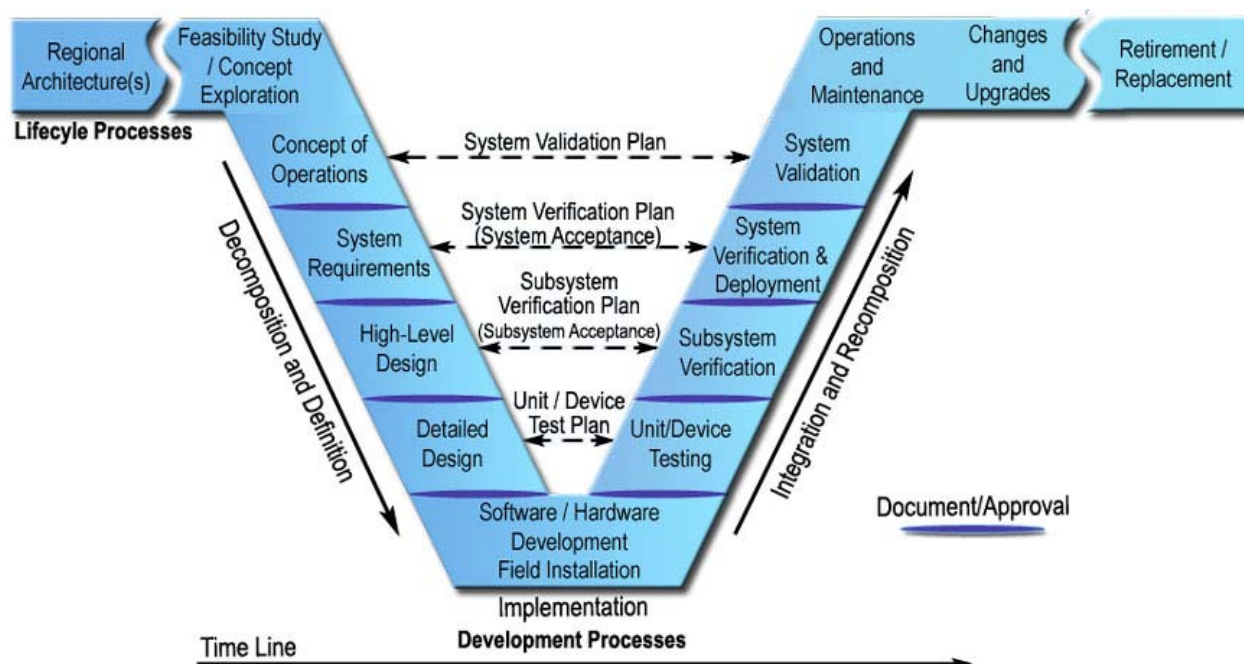 Regional
Architecture(s)
Feasibility Study
/ Concept
Exploration
Operations
and
Maintenance
Changes
and
Upgrades
Retirement /
Replacement
Lifecyle Processes
Concept of
Operations
System Validation Plan
System
Validation
System
Requirements
System Verification Plan
(System Acceptance)
System
Verification &
Deployment
High-Level
Design
Subsystem
Verification Plan
(Subsystem Acceptance)
Subsystem
Verification
Detailed
Design
Unit / Device
Test Plan
Unit/Device
Testing
Decomposition and Definition
Integration and Recomposition
Software / Hardware
Development
Field Installation
Document/Approval
Implementation
Development Processes
Time Line